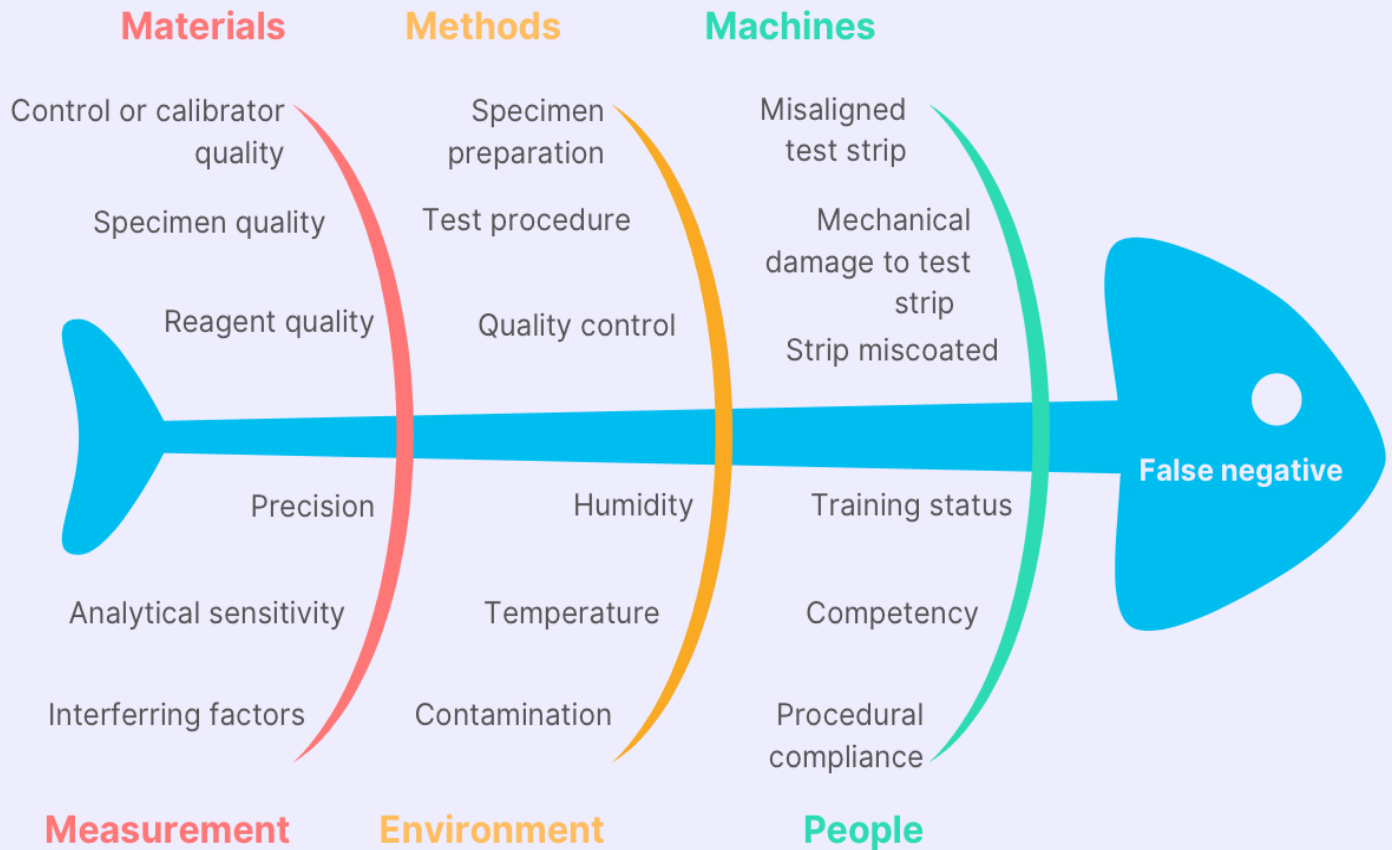 Materials
Methods
Machines
Control or calibrator
quality
Specimen quality
Reagent quality
Specimen
preparation
Test procedure
Quality control
Misaligned
test strip
Mechanical
damage to test
strip
Strip miscoated
False negative
Precision
Analytical sensitivity
Interferring factors
Humidity
Temperature
Contamination
Training status
Competency
Procedural
compliance
Measurement
Environment
People